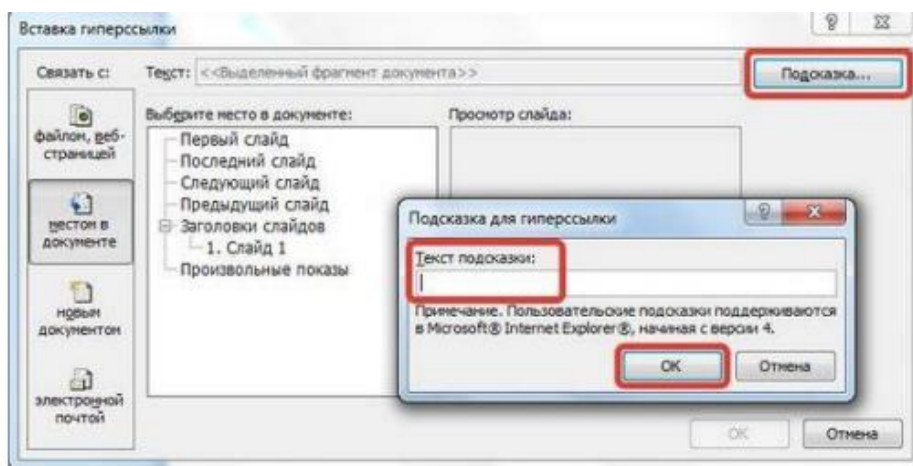 Вставка гиперссылки
Связать с:
Текст: <<Выделенный фрагмент документа>>
Подсказка...
файлом, веб-
страницей
местом в
документе
новым
документом
электронной
почтой
Выберите место в документе:
Первый слайд
Последний слайд
Следующий слайд
Предыдущий слайд
Заголовки слайдов
1. Слайд 1
Произвольные показы
Просмотр слайда:
Подсказка для гиперссылки
Текст подсказки:
Примечание. Пользовательские подсказки поддерживаются
в Microsoft® Internet Explorer®, начиная с версии 4.
ОК
Отмена
ОК
Отмена